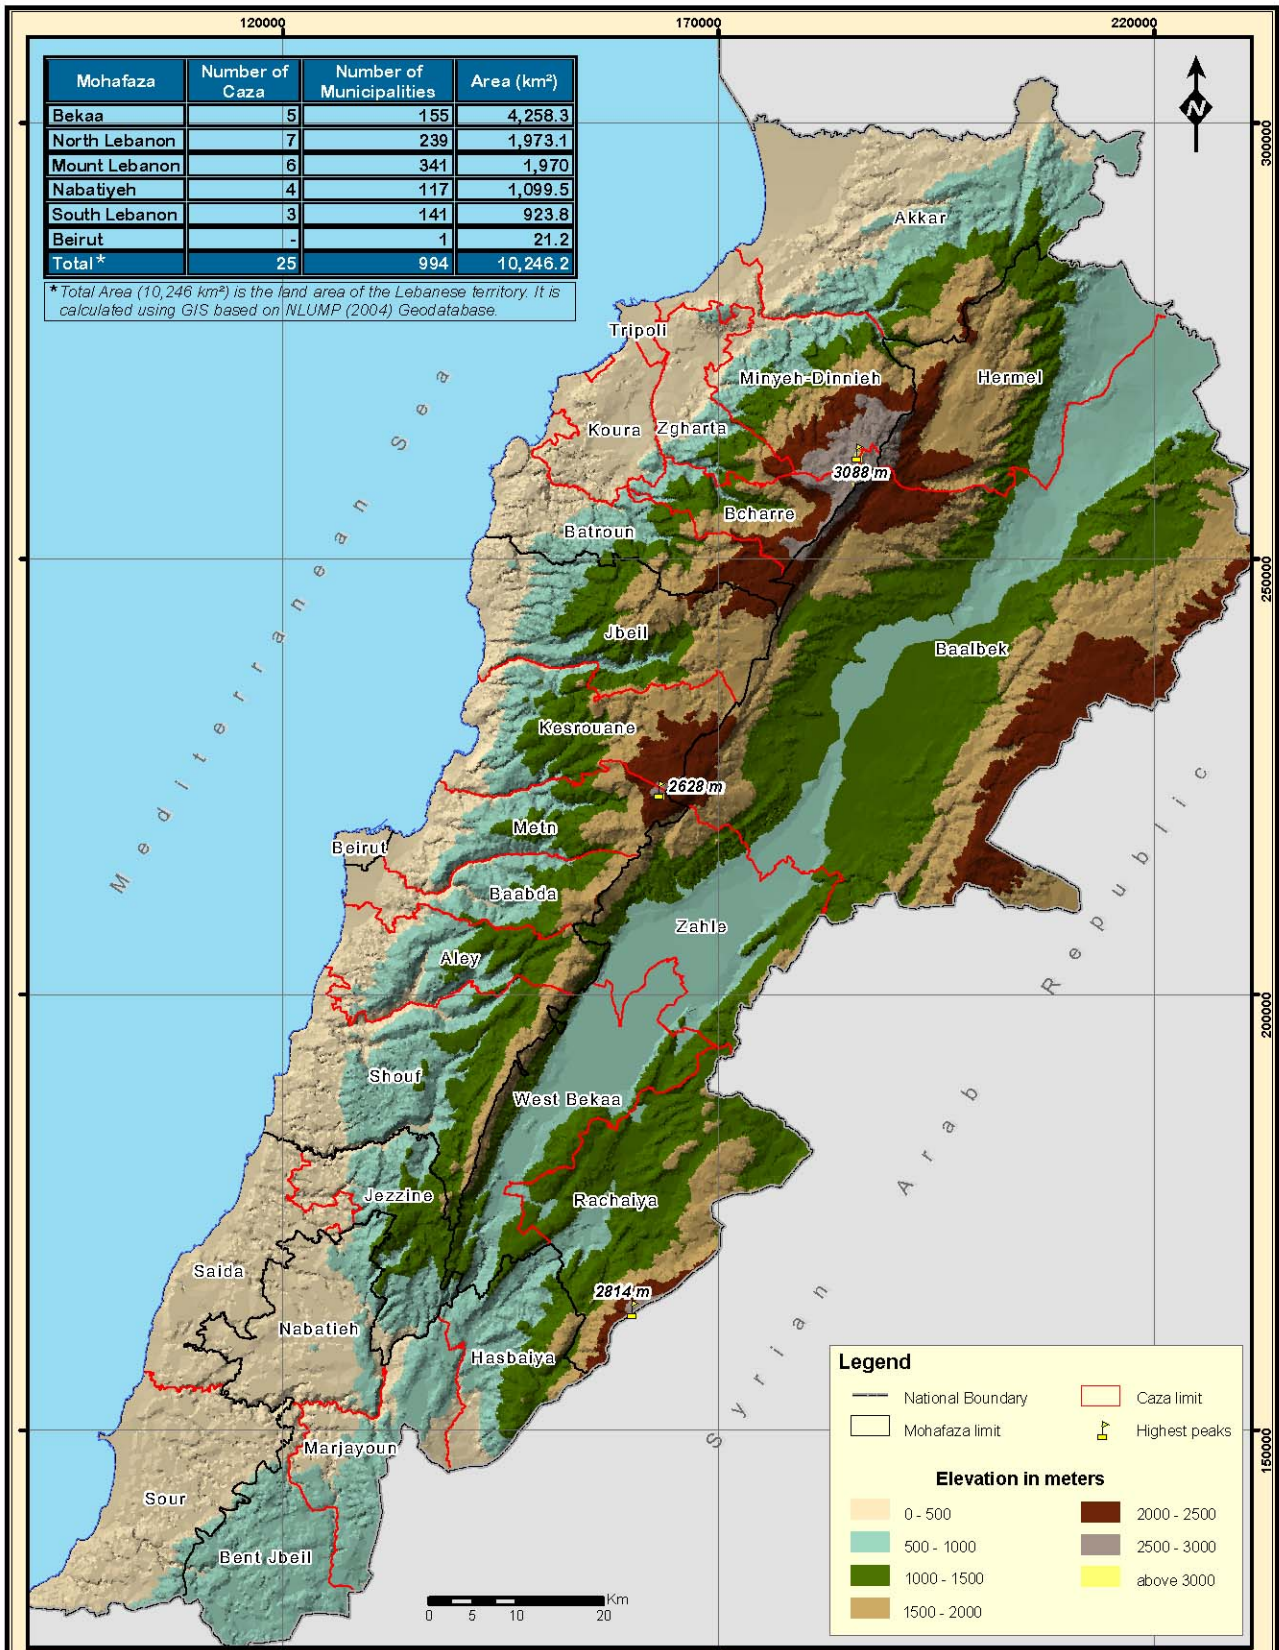 120000 170000 220000
Mohafaza Number of Caza Number of Municipalities Area (km²)
Bekaa 5 155 4,258.3
North Lebanon 7 239 1,973.1
Mount Lebanon 6 341 1,970
Nabatiyeh 4 117 1,099.5
South Lebanon 3 141 923.8
Beirut - 1 21.2
Total* 25 994 10,246.2
* Total Area (10,246 km²) is the land area of the Lebanese territory. It is
calculated using GIS based on NLUMP (2004) Geodatabase.
N
300000
Akkar
Tripoli
Minyeh-Dinnieh
Hermel
Koura
Zgharta
3088 m
Bcharre
Batroun
250000
Jbeil
Baalbek
Kesrouane
2628 m
Metn
Beirut
Baabda
Zahle
Aley
200000
Shouf
West Bekaa
Jezzine
Rachaiya
Saida
2814 m
Nabatieh
Hasbaiya
Marjayoun
150000
Sour
Bent Jbeil
Mediterranean Sea
Syrian Arab Republic
Legend
National Boundary
Caza limit
Mohafaza limit
Highest peaks
Elevation in meters
0 - 500
2000 - 2500
500 - 1000
2500 - 3000
1000 - 1500
above 3000
1500 - 2000
Km
0 5 10 20